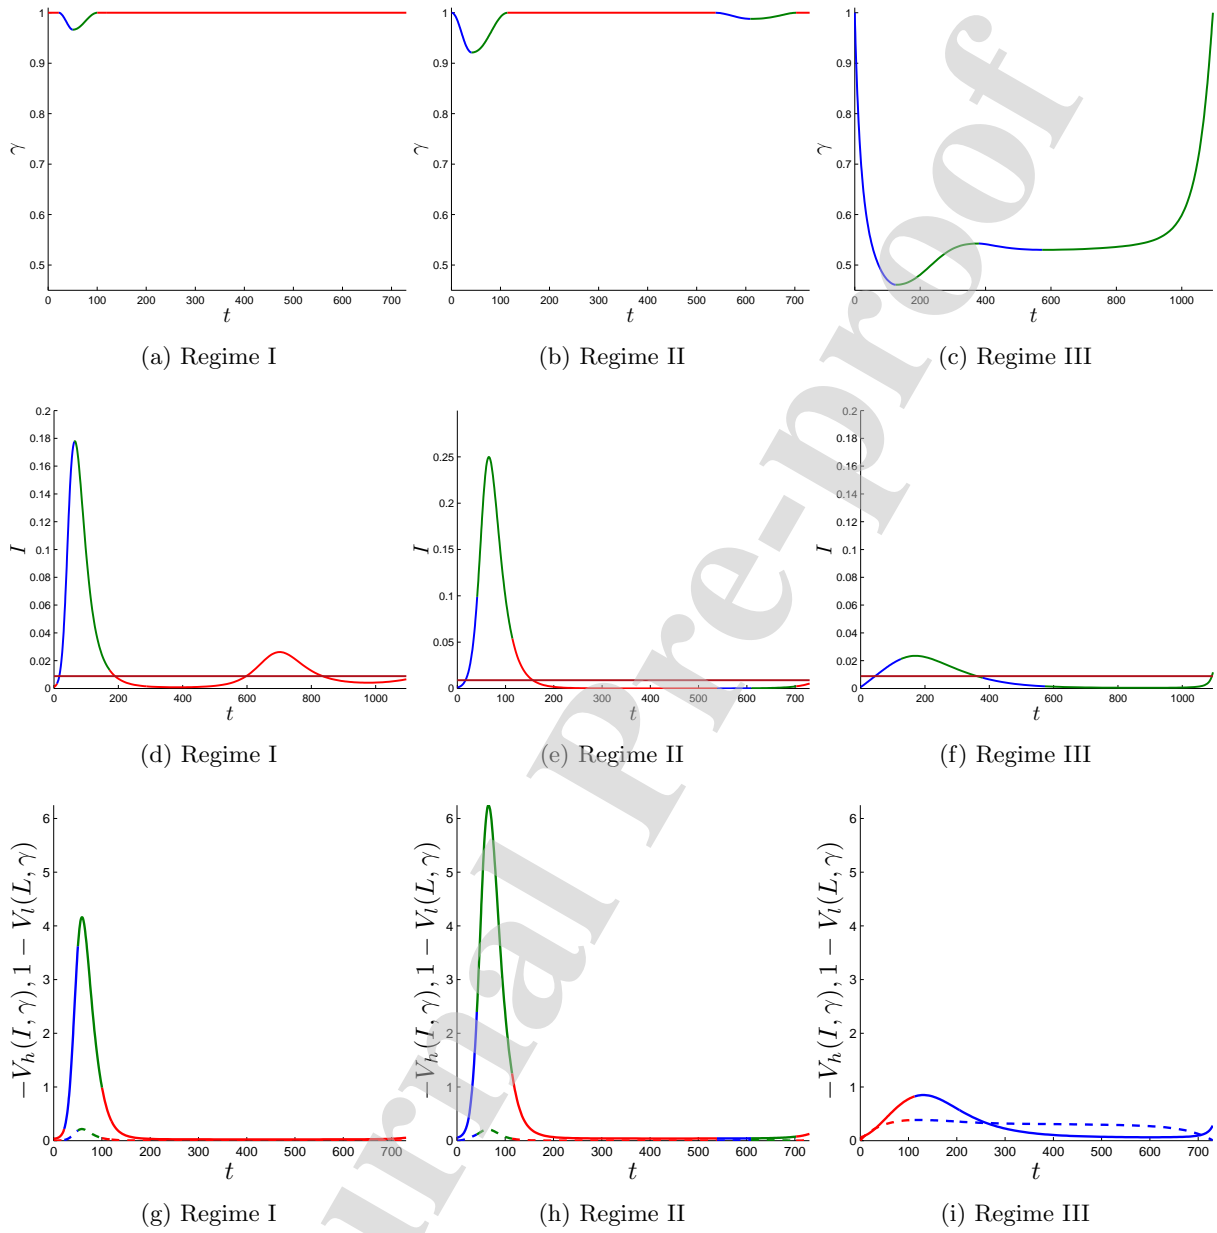 1
0.9
0.8
0.7
0.6
0.5
γ
0 100 200 300 400 500 600 700
t
(a) Regime I
1
0.9
0.8
0.7
0.6
0.5
γ
0 100 200 300 400 500 600 700
t
(b) Regime II
1
0.9
0.8
0.7
0.6
0.5
γ
0 200 400 600 800 1000
t
(c) Regime III
0.2
0.18
0.16
0.14
0.12
0.1
0.08
0.06
0.04
0.02
0
I
0 200 400 600 800 1000
t
(d) Regime I
0.25
0.2
0.15
0.1
0.05
0
I
0 100 200 300 400 500 600 700
t
(e) Regime II
0.2
0.18
0.16
0.14
0.12
0.1
0.08
0.06
0.04
0.02
0
I
0 200 400 600 800 1000
t
(f) Regime III
6
5
4
3
2
1
0
−V_h(I, γ), 1 − V_l(L, γ)
0 100 200 300 400 500 600 700
t
(g) Regime I
6
5
4
3
2
1
0
−V_h(I, γ), 1 − V_l(L, γ)
0 100 200 300 400 500 600 700
t
(h) Regime II
6
5
4
3
2
1
0
−V_h(I, γ), 1 − V_l(L, γ)
0 100 200 300 400 500 600 700
t
(i) Regime III
urnal Pre-proof